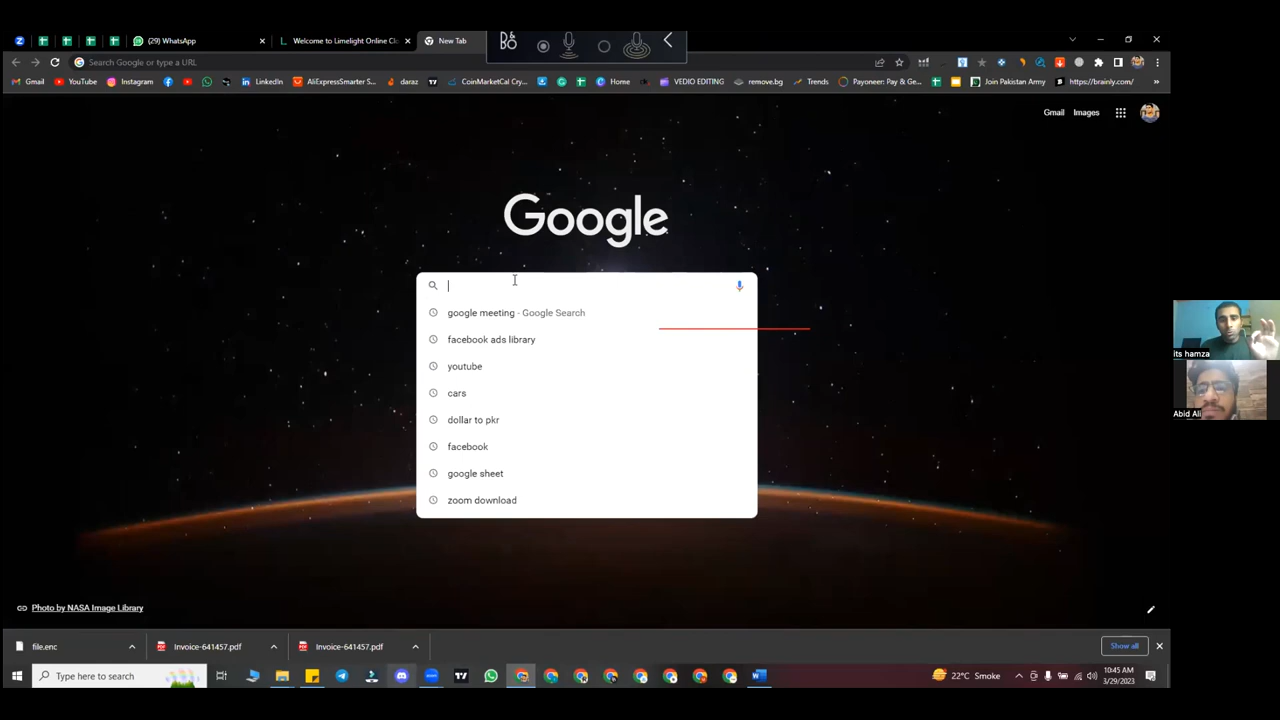 (29) WhatsApp
Welcome to Limelight Online Clo
New Tab
B&O
Search Google or type a URL
Gmail
YouTube
Instagram
LinkedIn
AliExpressSmarter S...
daraz
CoinMarketCal Cry...
Home
VEDIO EDITING
remove.bg
Trends
Payoneer: Pay & Ge...
Join Pakistan Army
https://brainly.com/
Gmail
Images
Google
google meeting - Google Search
facebook ads library
youtube
cars
dollar to pkr
facebook
google sheet
zoom download
its hamza
Abid Ali
Photo by NASA Image Library
file.enc
Invoice-641457.pdf
Invoice-641457.pdf
Show all
Type here to search
22°C Smoke
10:45 AM
3/29/2023